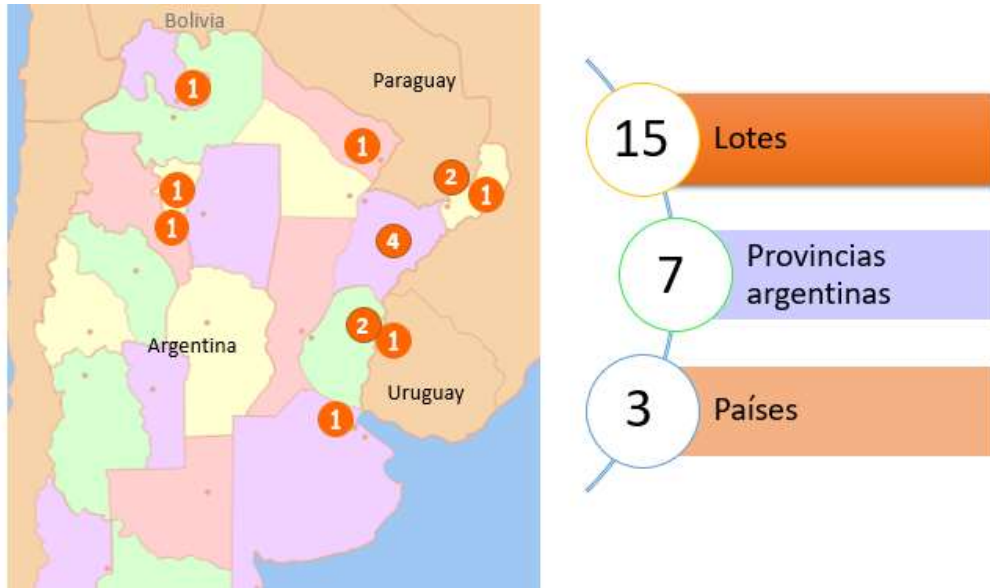 Bolivia
Paraguay
1
1
2
1
1
1
4
2
1
Argentina
Uruguay
1
15
Lotes
7
Provincias
argentinas
3
Países